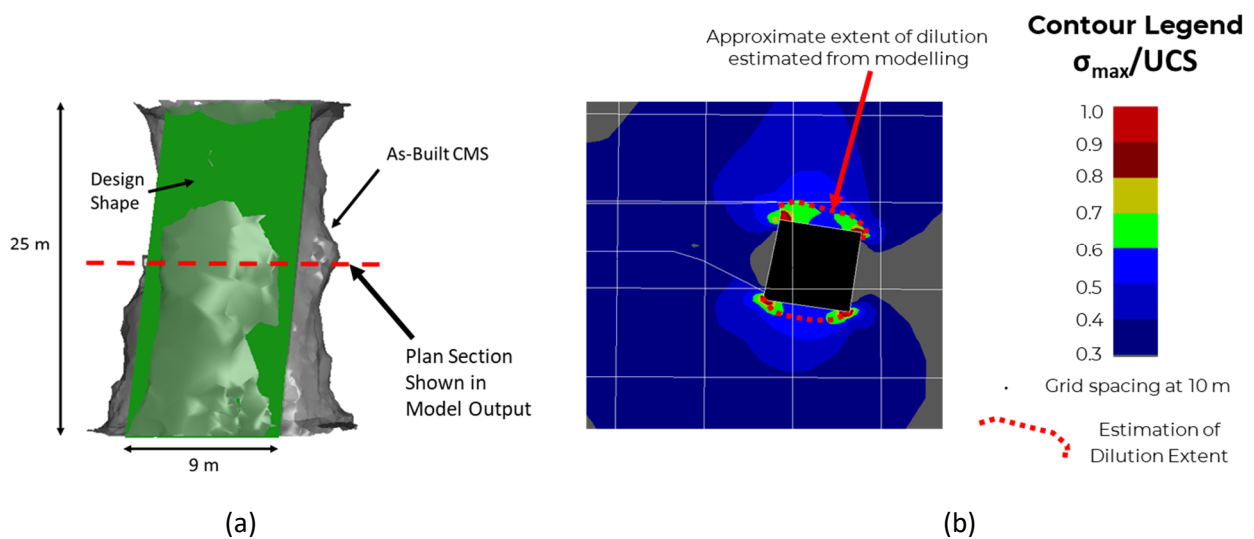 25 m
Design
Shape
As-Built CMS
Plan Section
Shown in
Model Output
9 m
(a)
Approximate extent of dilution
estimated from modelling
Contour Legend
σmax/UCS
1.0
0.9
0.8
0.7
0.6
0.5
0.4
0.3
Grid spacing at 10 m
Estimation of
Dilution Extent
(b)